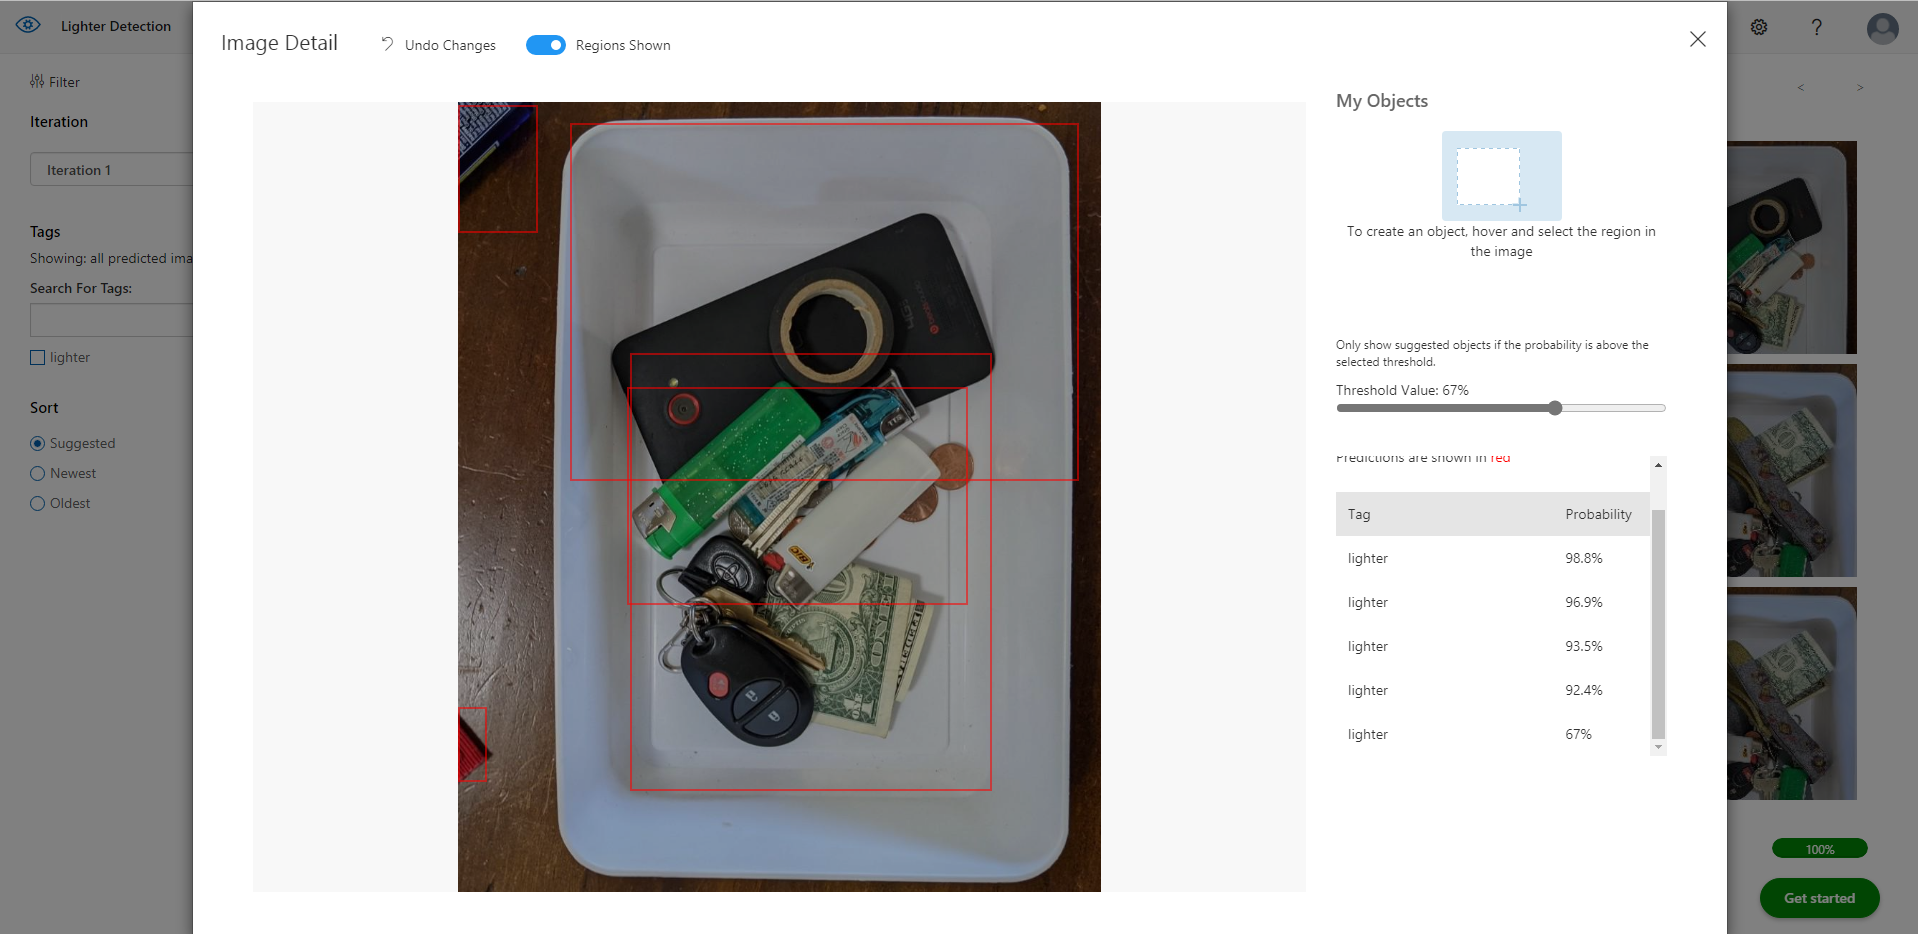 Lighter Detection
Image Detail
Undo Changes
Regions Shown
?
Filter
Iteration
Iteration 1
Tags
Showing: all predicted ima
Search For Tags:
lighter
Sort
Suggested
Newest
Oldest
BIC
My Objects
To create an object, hover and select the region in
the image
Only show suggested objects if the probability is above the
selected threshold.
Threshold Value: 67%
Predictions are shown in red
Tag Probability
lighter 98.8%
lighter 96.9%
lighter 93.5%
lighter 92.4%
lighter 67%
< >
100%
Get started